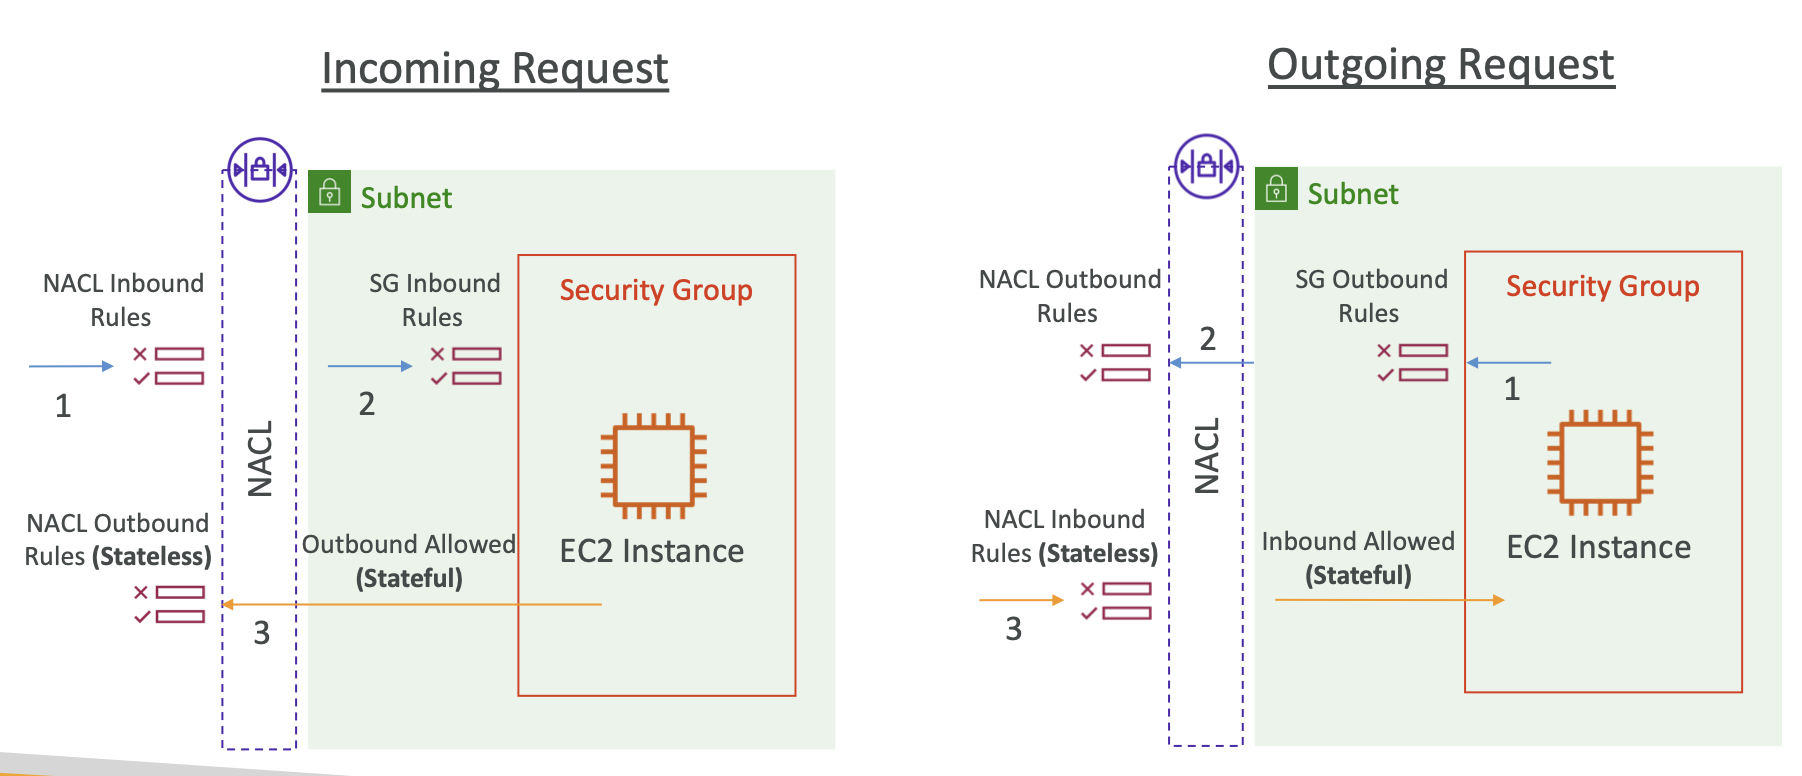 Incoming Request
Subnet
NACL Inbound
Rules
SG Inbound
Rules
Security Group
1
2
NACL
NACL Outbound
Rules (Stateless)
Outbound Allowed
(Stateful)
EC2 Instance
3
Outgoing Request
Subnet
NACL Outbound
Rules
SG Outbound
Rules
Security Group
2
1
NACL
NACL Inbound
Rules (Stateless)
Inbound Allowed
(Stateful)
EC2 Instance
3